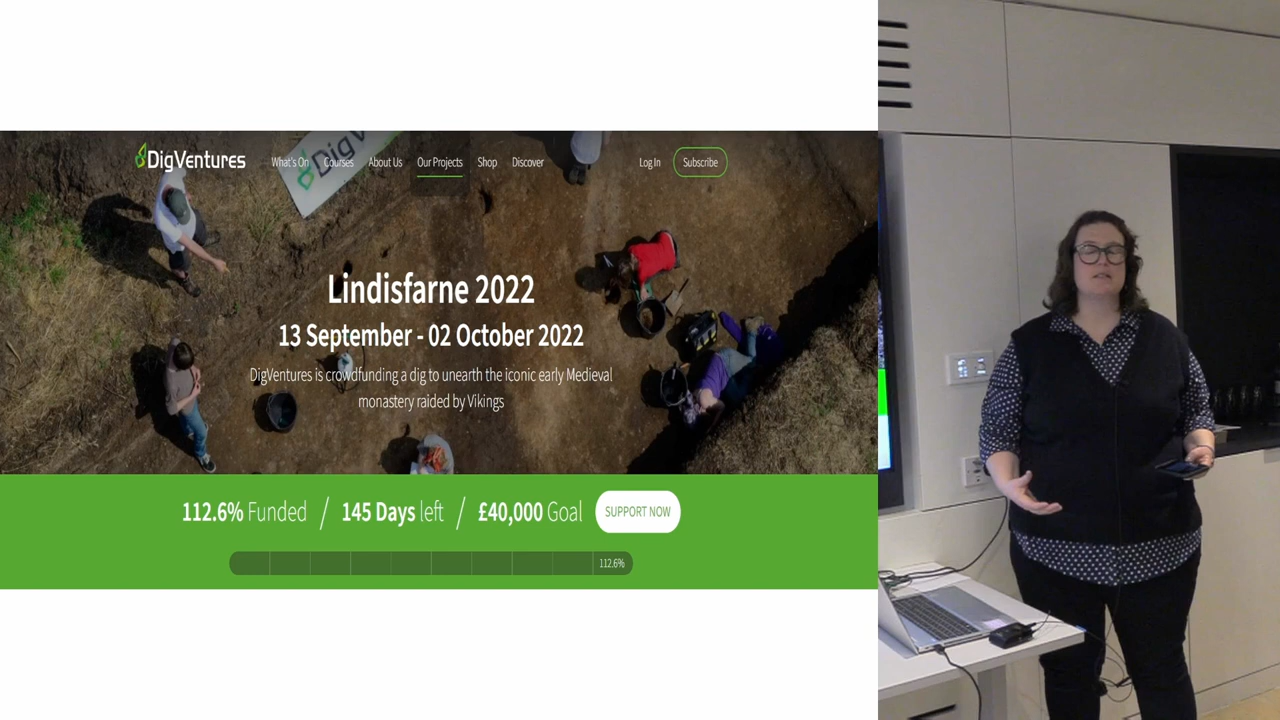 DigVentures
What's On
Courses
About Us
Our Projects
Shop
Discover
Log In
Subscribe
Dig V
Lindisfarne 2022
13 September - 02 October 2022
DigVentures is crowdfunding a dig to unearth the iconic early Medieval
monastery raided by Vikings
112.6% Funded / 145 Days left / £40,000 Goal
SUPPORT NOW
112.6%